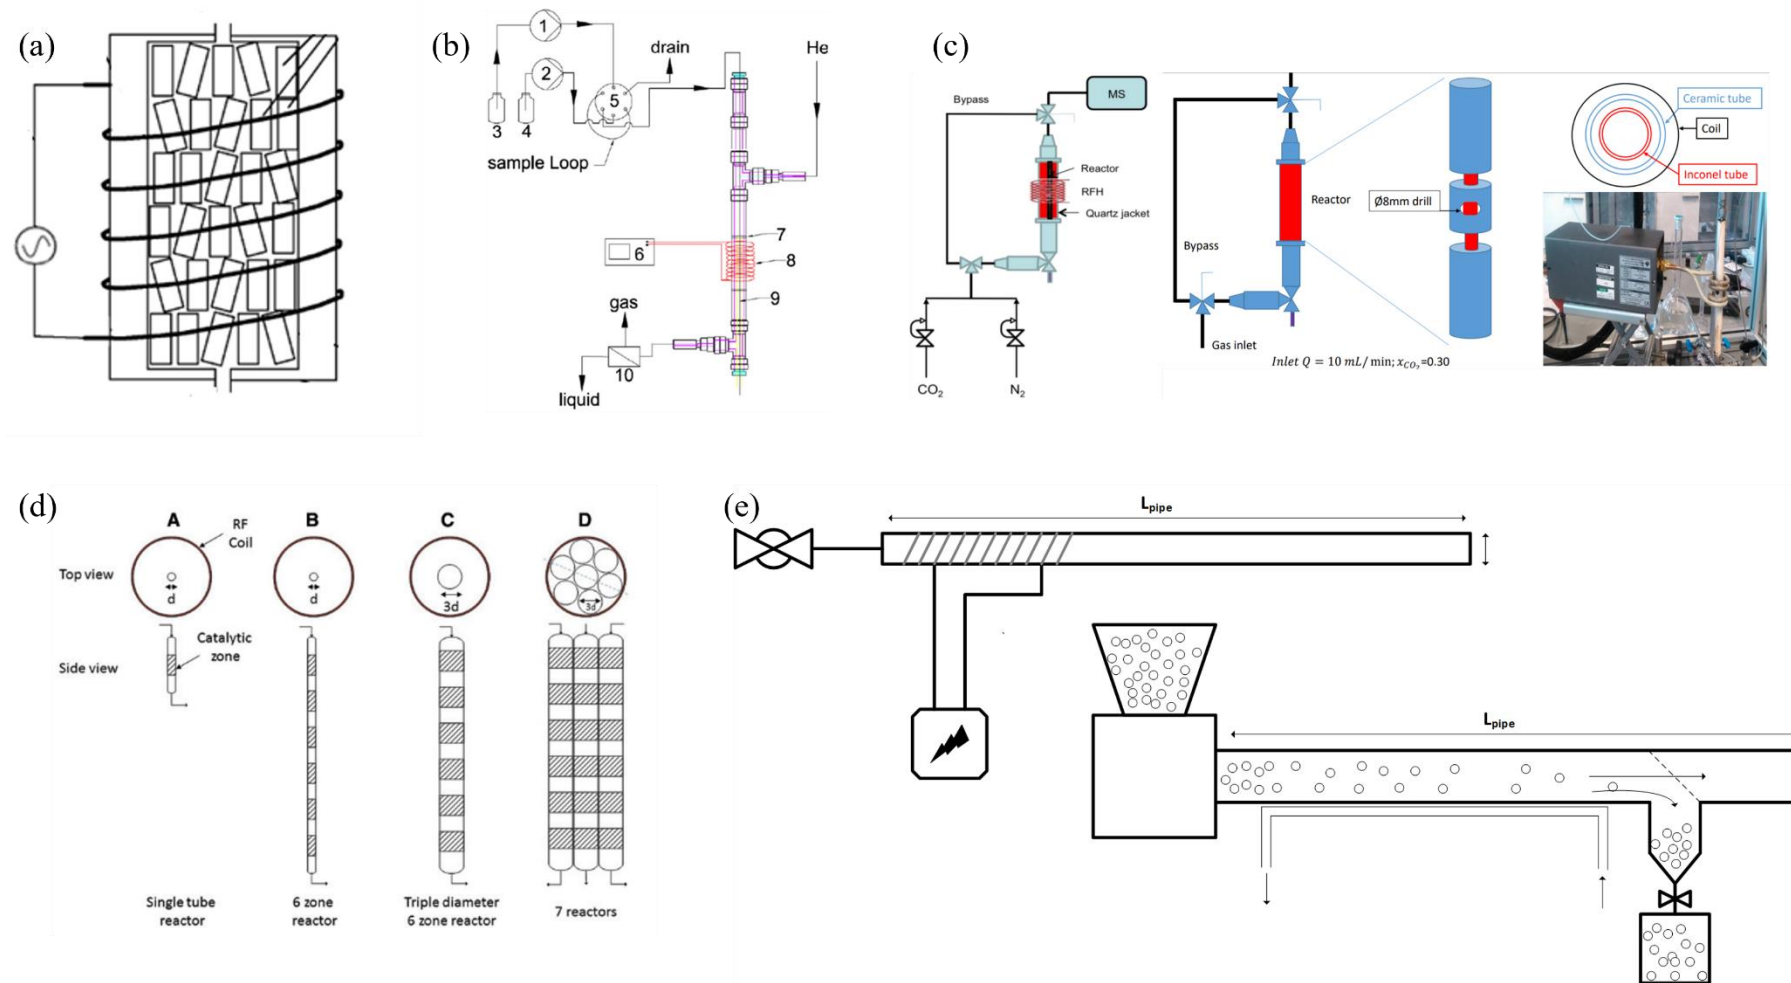 (a)
(b)
1
2
3
4
5
drain
He
sample Loop
6
7
8
9
gas
10
liquid
(c)
MS
Bypass
Reactor
RFH
Quartz jacket
CO₂
N₂
Bypass
Reactor
Gas inlet
Ø8mm drill
Ceramic tube
Coil
Inconel tube
Inlet Q = 10 mL/min; x_CO₂=0.30
(d)
A
B
C
D
RF
Coil
Top view
d
d
3d
3d
Side view
Catalytic
zone
Single tube
reactor
6 zone
reactor
Triple diameter
6 zone reactor
7 reactors
(e)
Lpipe
Lpipe